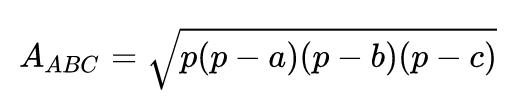 $A_{ABC} = \sqrt{p(p-a)(p-b)(p-c)}$